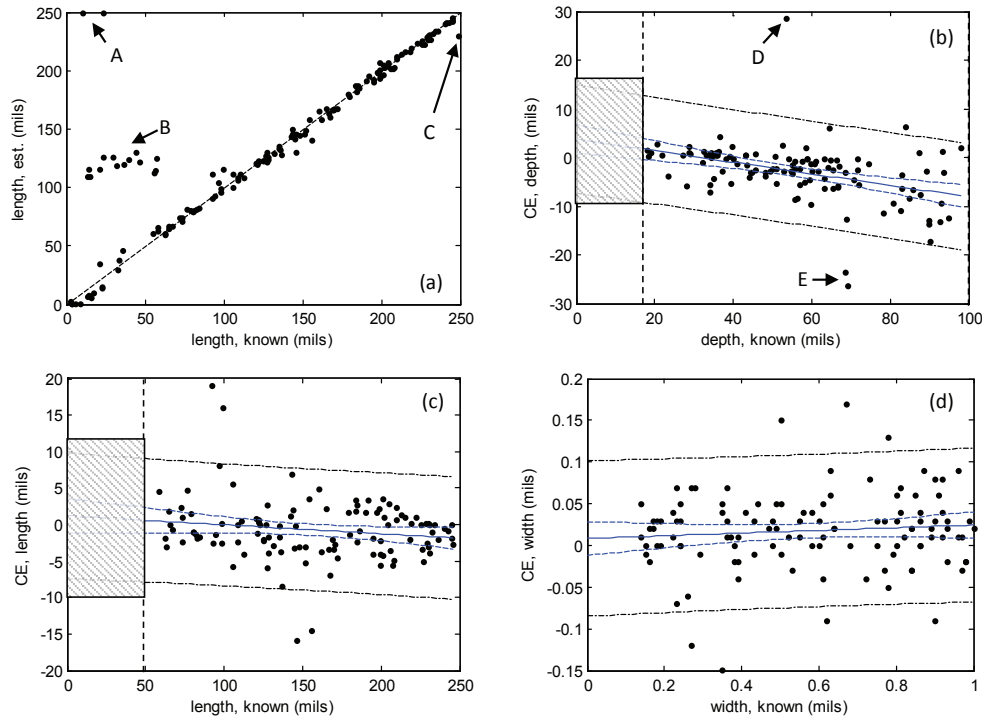 250
200
150
100
50
0
length, est. (mils)
A
B
C
(a)
0 50 100 150 200 250
length, known (mils)
30
20
10
0
-10
-20
-30
CE, depth, (mils)
D
E
(b)
20 40 60 80 100
depth, known (mils)
20
15
10
5
0
-5
-10
-15
-20
CE, length (mils)
(c)
0 50 100 150 200 250
length, known (mils)
0.2
0.15
0.1
0.05
0
-0.05
-0.1
-0.15
CE, width (mils)
(d)
0 0.2 0.4 0.6 0.8 1
width, known (mils)